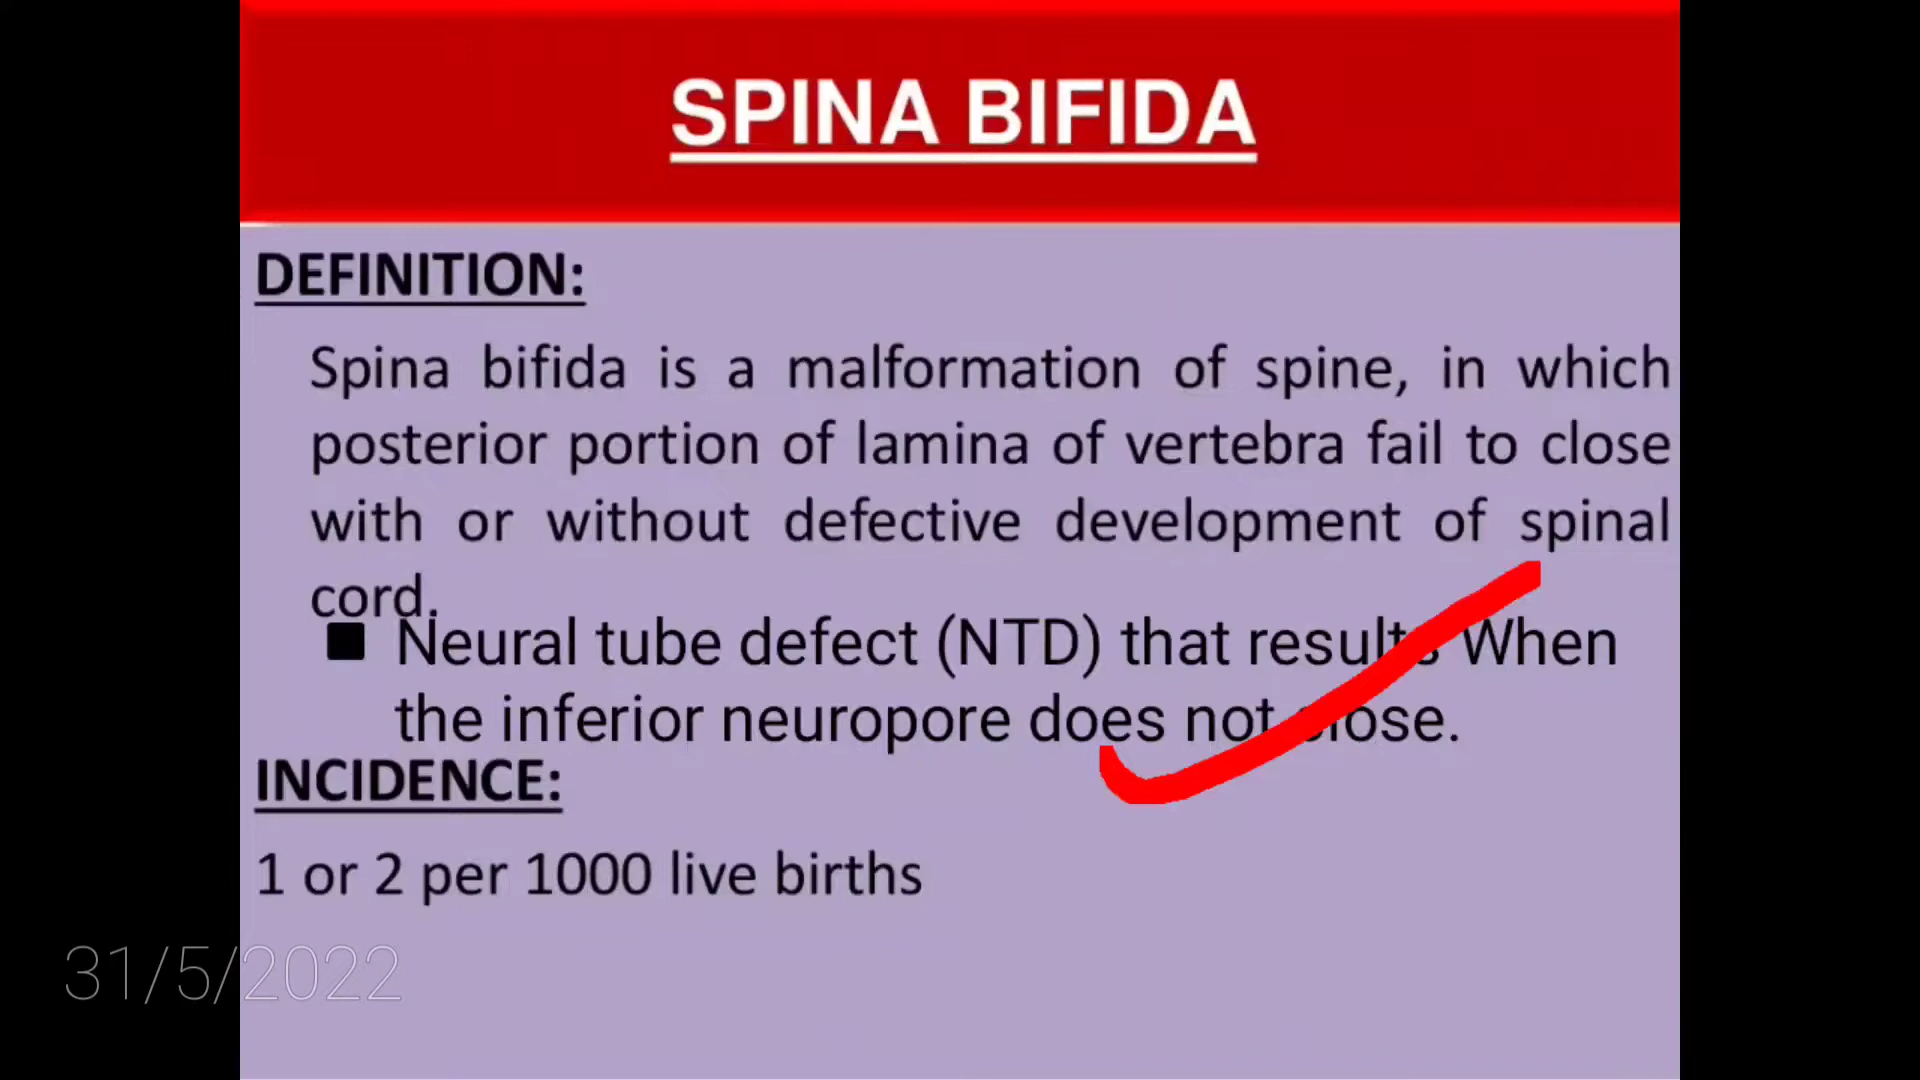 SPINA BIFIDA
DEFINITION:
Spina bifida is a malformation of spine, in which
posterior portion of lamina of vertebra fail to close
with or without defective development of spinal
cord.
■ Neural tube defect (NTD) that results When
the inferior neuropore does not close.
INCIDENCE:
1 or 2 per 1000 live births
31/5/2022